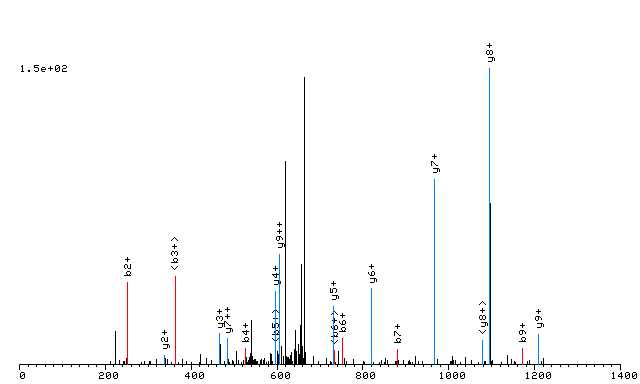 1.5e+02
b2+
y2+
<b3+>
y3+
y7++
b4+
y4+
<b5+>
y9++
y5+
<b6+>
b6+
y6+
b7+
y7+
<y8+>
y8+
b9+
y9+
0 200 400 600 800 1000 1200 1400